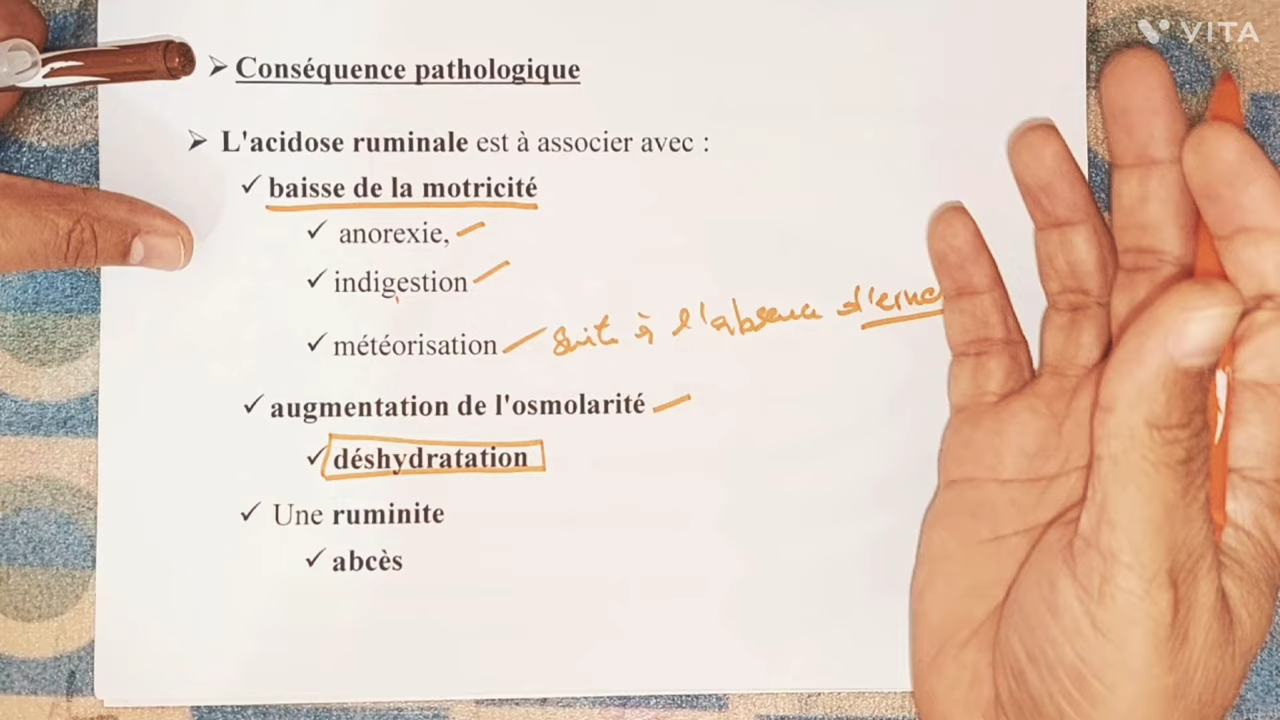 VITA
Conséquence pathologique
L'acidose ruminale est à associer avec :
baisse de la motricité
anorexie,
indigestion
météorisation suite à l'absence
augmentation de l'osmolarité
déshydratation
Une ruminite
abcès